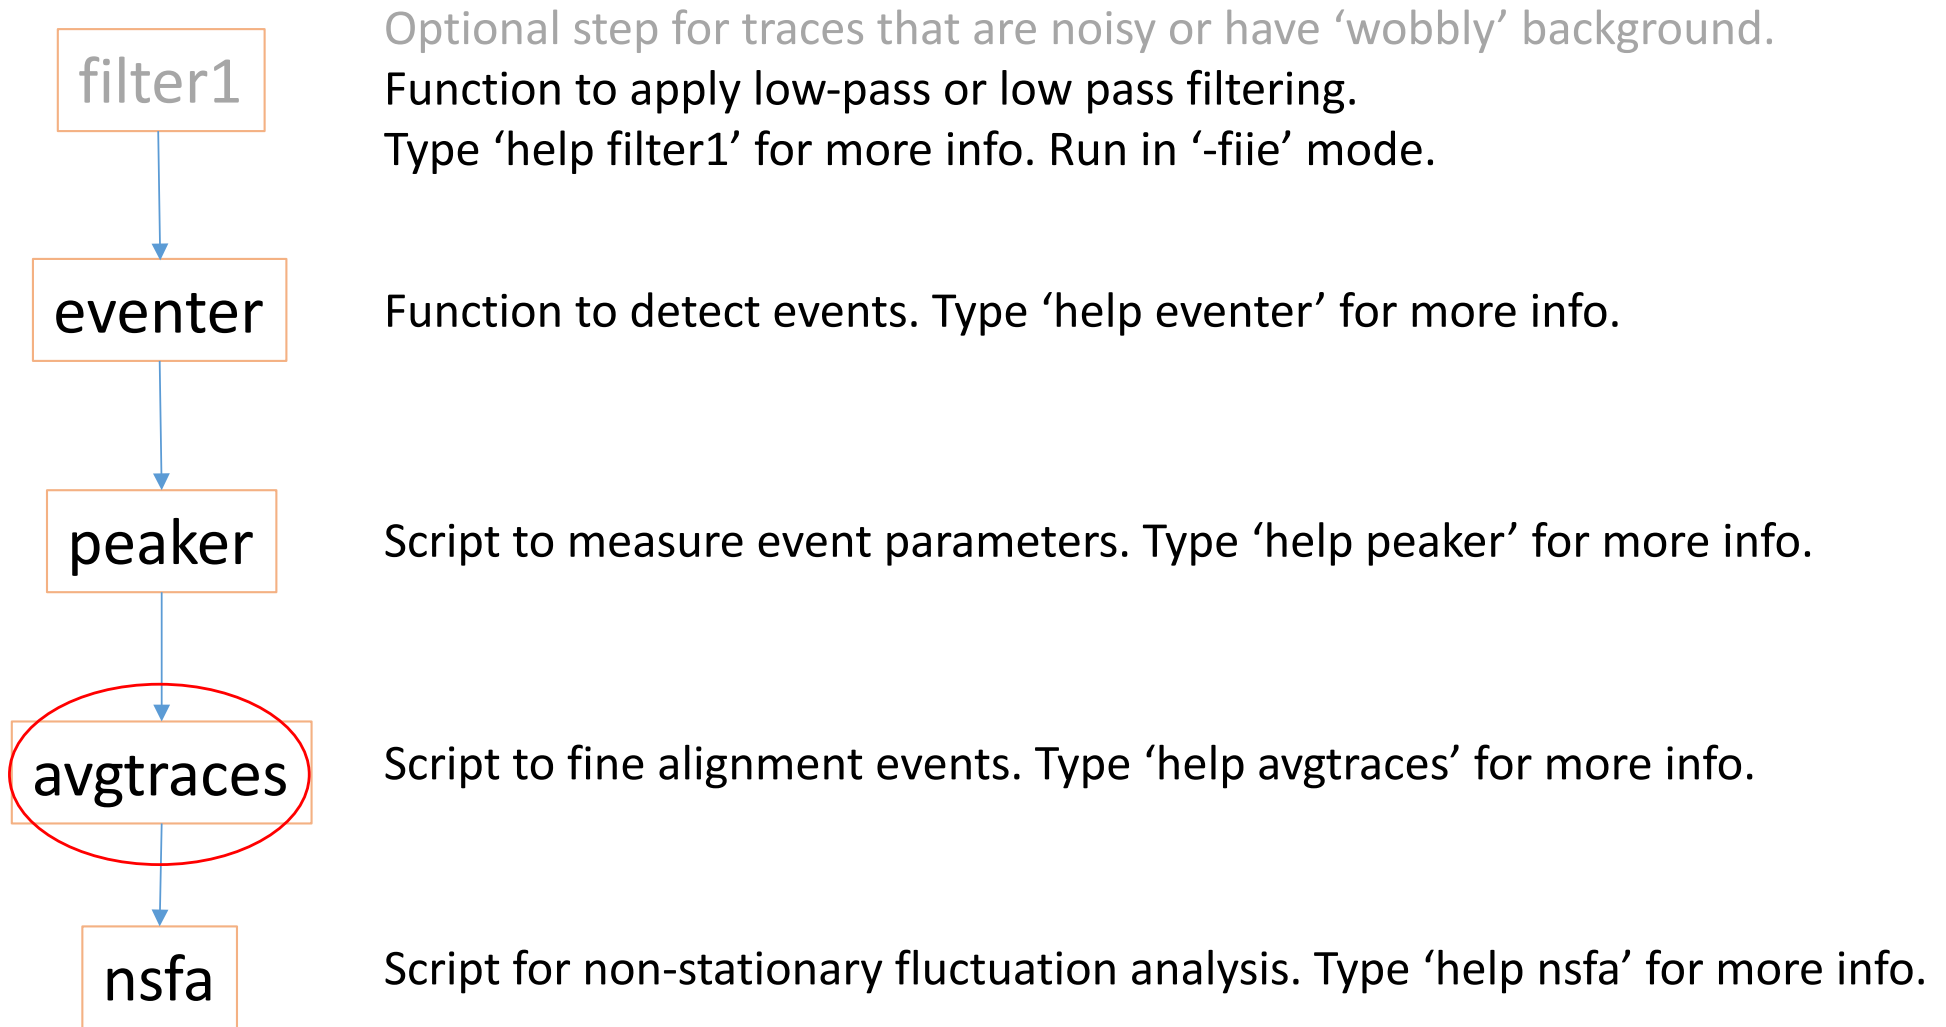 Optional step for traces that are noisy or have ‘wobbly’ background.
filter1
Function to apply low-pass or low pass filtering.
Type ‘help filter1’ for more info. Run in ‘-fiie’ mode.
eventer
Function to detect events. Type ‘help eventer’ for more info.
peaker
Script to measure event parameters. Type ‘help peaker’ for more info.
avgtraces
Script to fine alignment events. Type ‘help avgtraces’ for more info.
nsfa
Script for non-stationary fluctuation analysis. Type ‘help nsfa’ for more info.